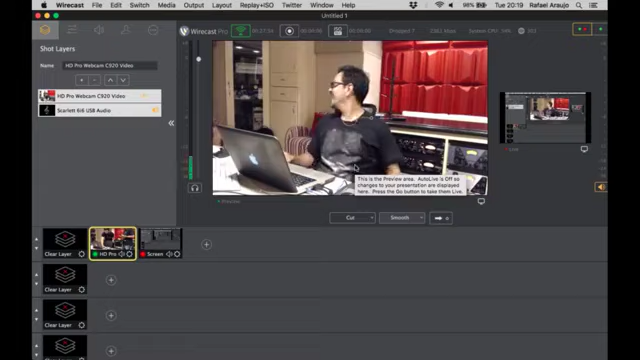 Wirecast File Edit Switch Media Output Layout Replay+ISO Twitter Window Help 98% Tue 20:19 Rafael Araujo
Untitled 1
Wirecast Pro
Shot Layers
Name HD Pro Webcam C920 Video
HD Pro Webcam C920 Video
Scarlett 6i6 USB Audio
This is the Preview area. AutoLive is Off so
changes to your presentation are displayed
here. Press the Go button to take them Live.
Preview
Live
Cut Smooth
Clear Layer HD Pro Screen
Clear Layer
Clear Layer
Clear Layer